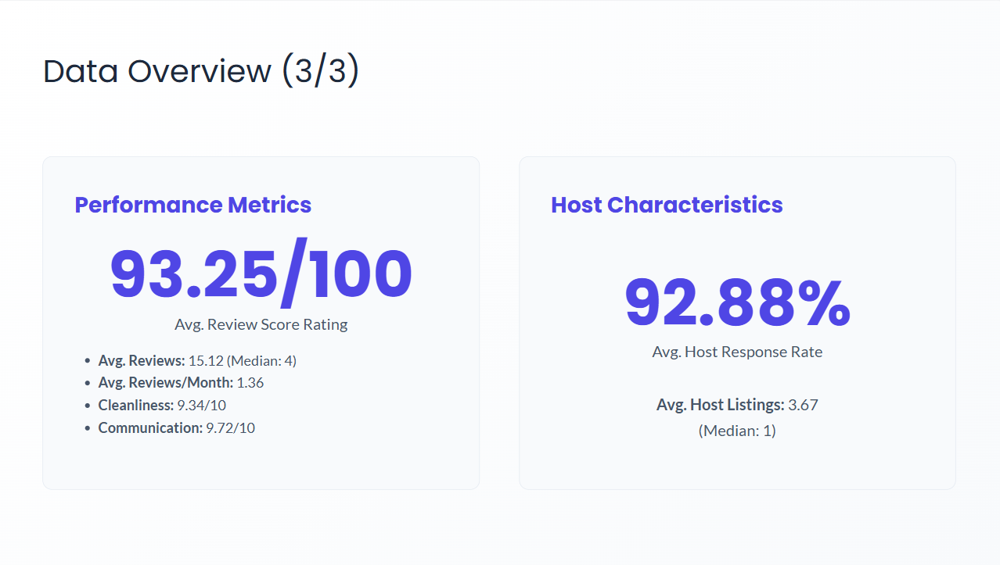 Data Overview (3/3)
Performance Metrics
93.25/100
Avg. Review Score Rating
• Avg. Reviews: 15.12 (Median: 4)
• Avg. Reviews/Month: 1.36
• Cleanliness: 9.34/10
• Communication: 9.72/10
Host Characteristics
92.88%
Avg. Host Response Rate
Avg. Host Listings: 3.67
(Median: 1)